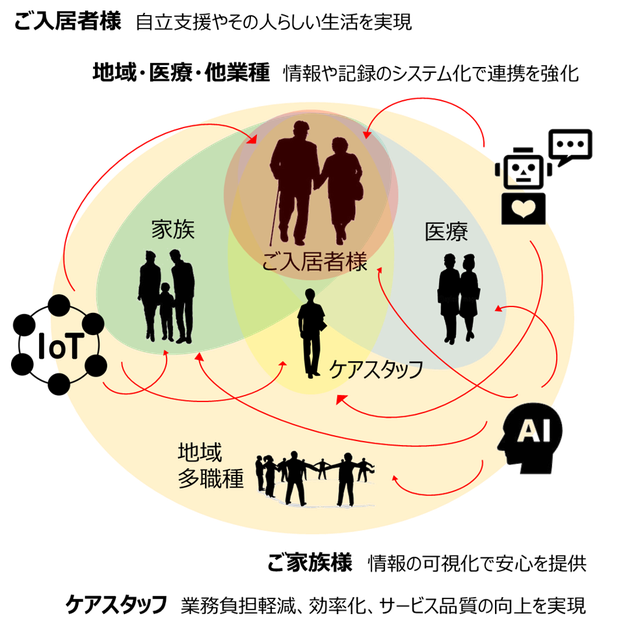 ご入居者様 自立支援やその人らしい生活を実現
地域・医療・他業種 情報や記録のシステム化で連携を強化
家族
医療
ご入居者様
IoT
ケアスタッフ
AI
地域
多職種
ご家族様 情報の可視化で安心を提供
ケアスタッフ 業務負担軽減、効率化、サービス品質の向上を実現